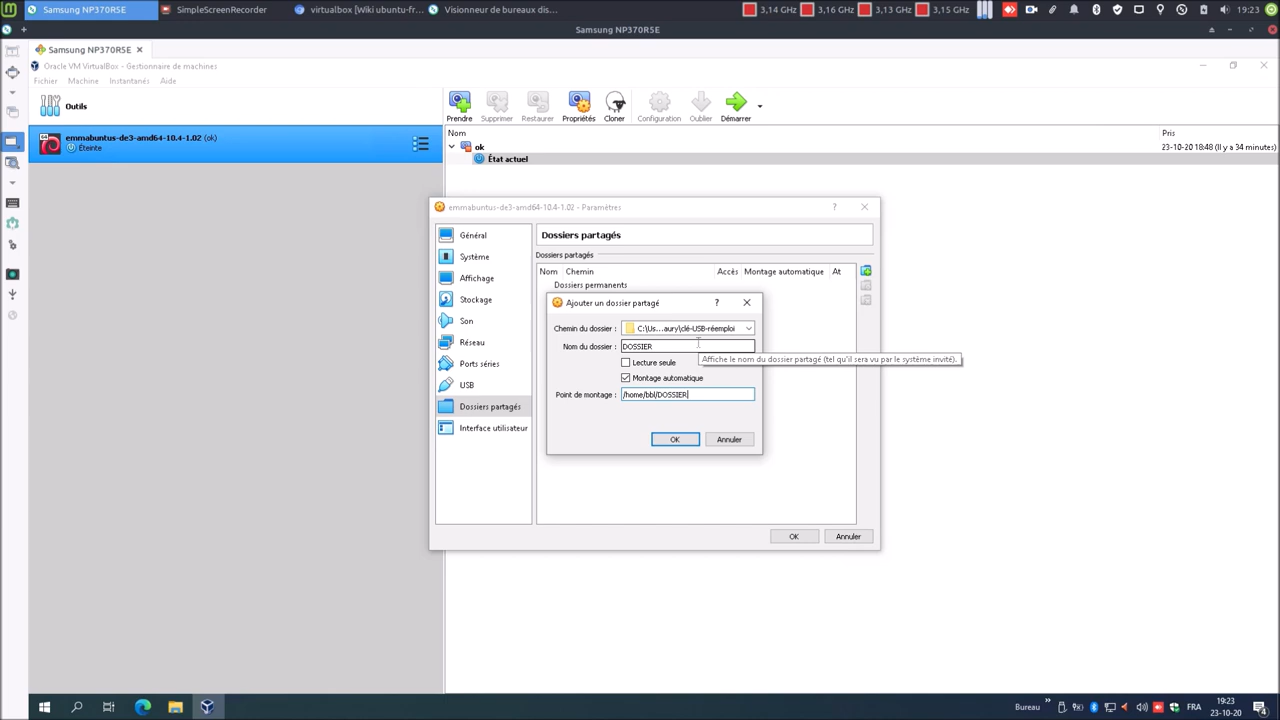 Samsung NP370R5E
SimpleScreenRecorder
virtualbox [Wiki ubuntu-fr...
Visionneur de bureaux dis...
3,14 GHz
3,16 GHz
3,13 GHz
3,15 GHz
19:23
Samsung NP370R5E
Samsung NP370R5E
Oracle VM VirtualBox - Gestionnaire de machines
Fichier Machine Instantanés Aide
Outils
emmabuntus-de3-amd64-10.4-1.02 (ok)
Éteinte
Prendre Supprimer Restaurer Propriétés Cloner Configuration Oublier Démarrer
Nom Pris
ok 23-10-20 18:48 (Il y a 34 minutes)
État actuel
emmabuntus-de3-amd64-10.4-1.02 - Paramètres ?
Général
Système
Affichage
Stockage
Son
Réseau
Ports séries
USB
Dossiers partagés
Interface utilisateur
Dossiers partagés
Dossiers partagés
Nom Chemin Accès Montage automatique At
Dossiers permanents
Ajouter un dossier partagé ?
Chemin du dossier : C:\Us...aury\clé-USB-réemploi
Nom du dossier : DOSSIER
Affiche le nom du dossier partagé (tel qu'il sera vu par le système invité).
Lecture seule
Montage automatique
Point de montage : /home/bbl/DOSSIER
OK Annuler
OK Annuler
Bureau
FRA
19:23
23-10-20
4